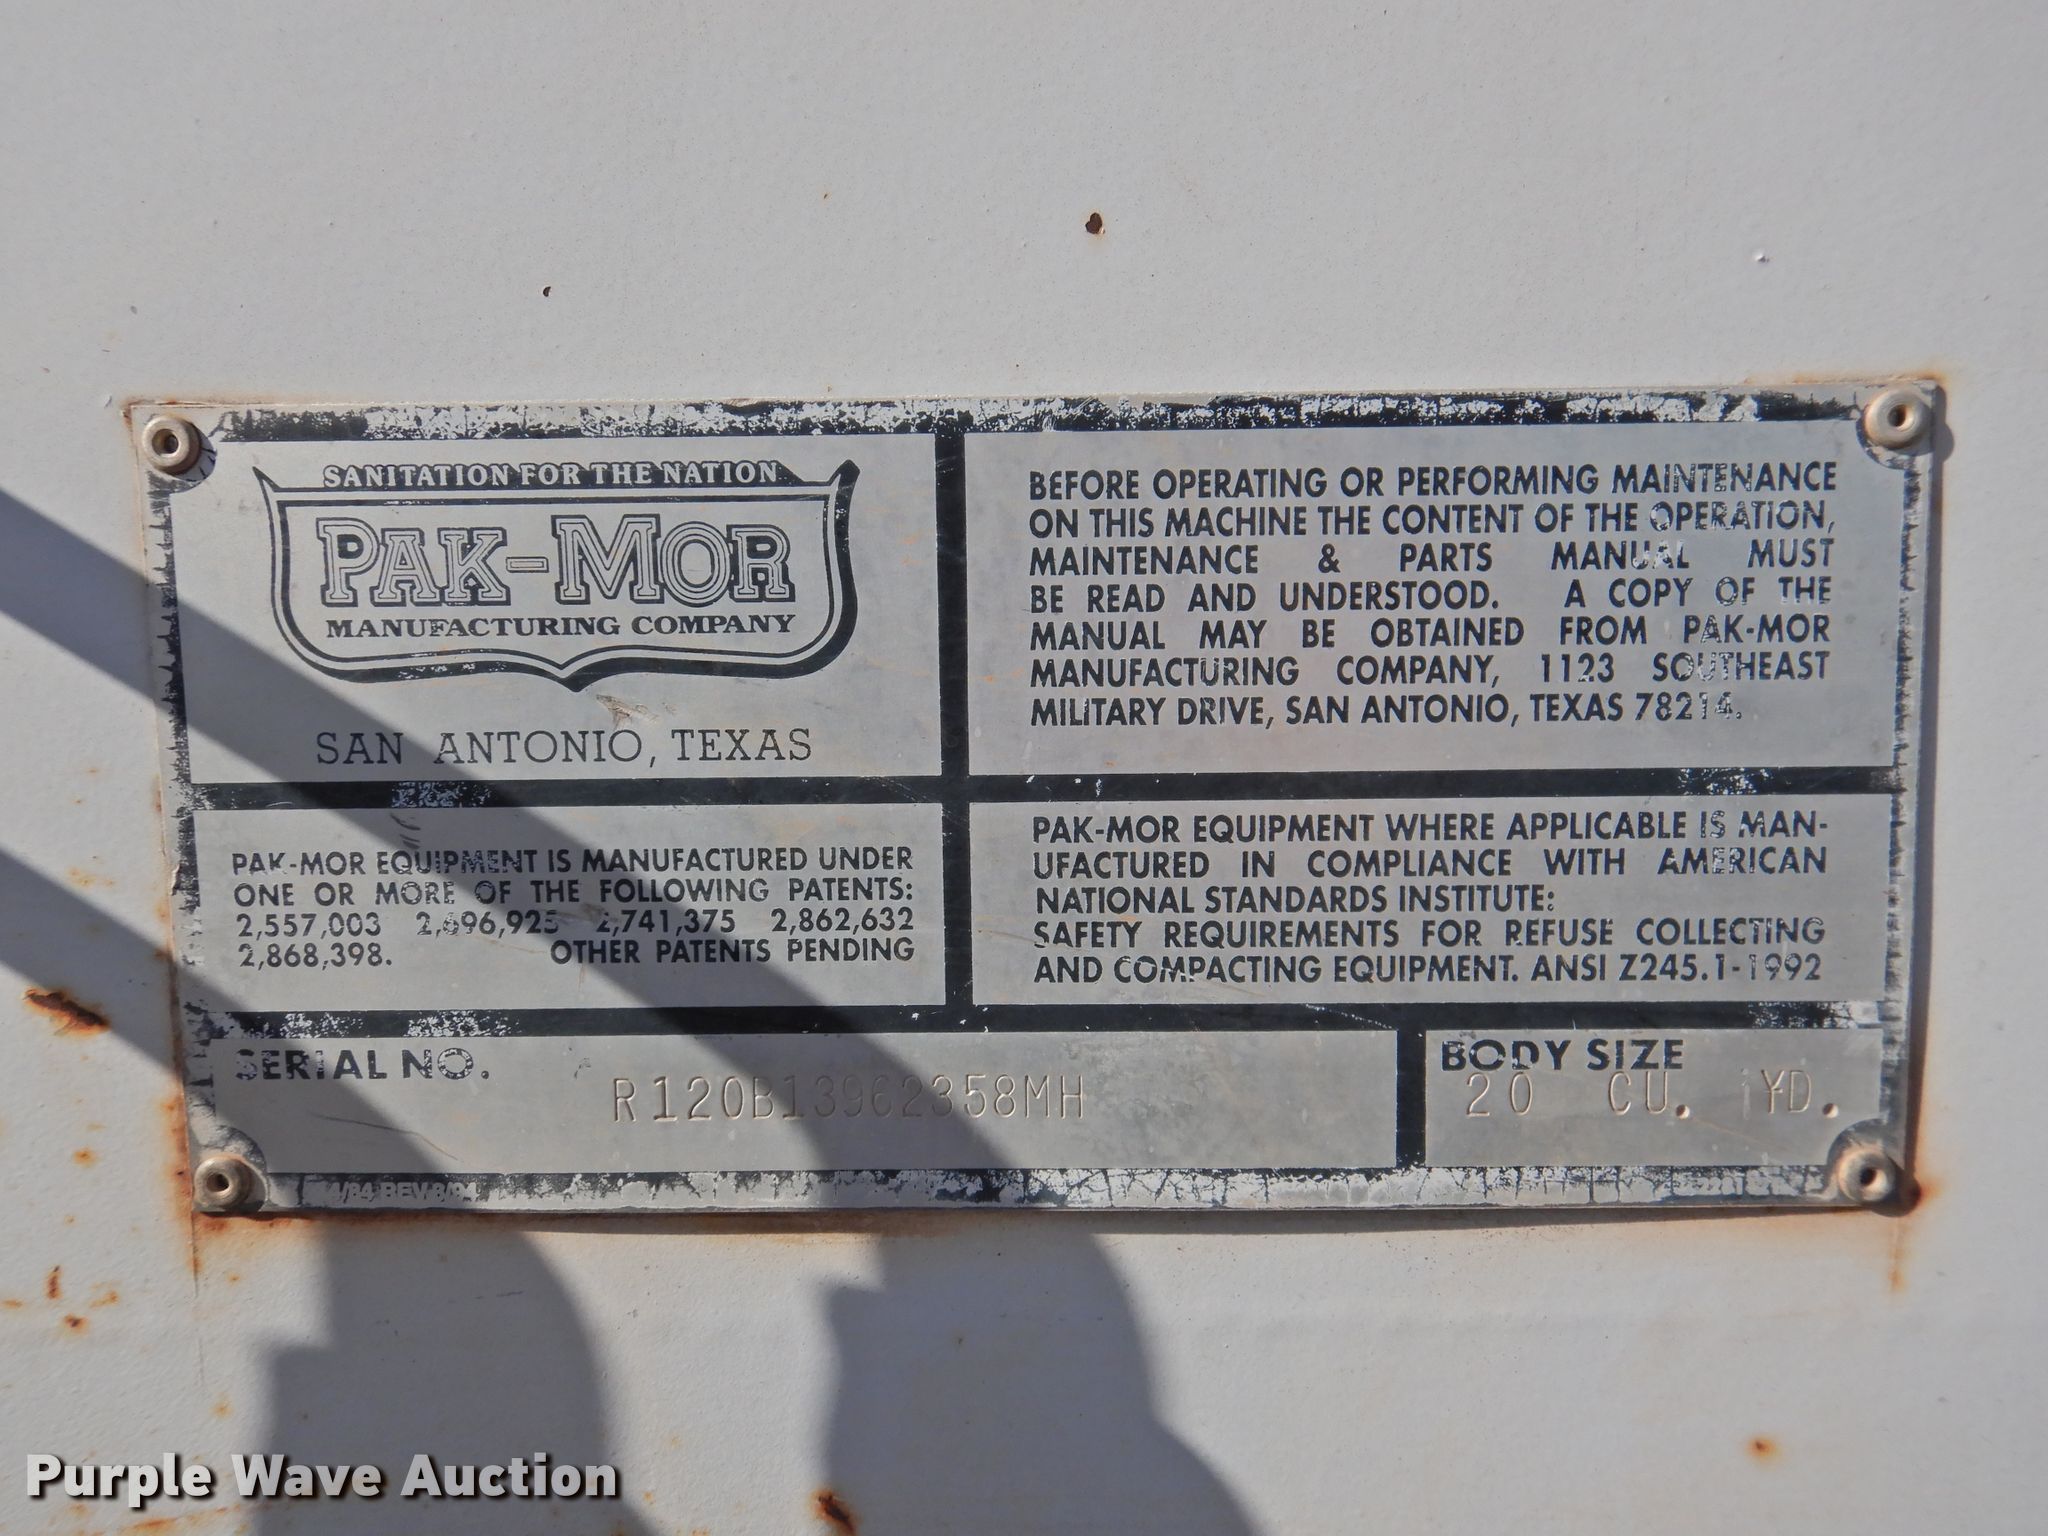 SANITATION FOR THE NATION
PAK-MOR
MANUFACTURING COMPANY
SAN ANTONIO, TEXAS
BEFORE OPERATING OR PERFORMING MAINTENANCE
ON THIS MACHINE THE CONTENT OF THE OPERATION,
MAINTENANCE & PARTS MANUAL MUST
BE READ AND UNDERSTOOD. A COPY OF THE
MANUAL MAY BE OBTAINED FROM PAK-MOR
MANUFACTURING COMPANY, 1123 SOUTHEAST
MILITARY DRIVE, SAN ANTONIO, TEXAS 78214.
PAK-MOR EQUIPMENT IS MANUFACTURED UNDER
ONE OR MORE OF THE FOLLOWING PATENTS:
2,557,003 2,696,925 2,741,375 2,862,632
2,868,398. OTHER PATENTS PENDING
PAK-MOR EQUIPMENT WHERE APPLICABLE IS MAN-
UFACTURED IN COMPLIANCE WITH AMERICAN
NATIONAL STANDARDS INSTITUTE:
SAFETY REQUIREMENTS FOR REFUSE COLLECTING
AND COMPACTING EQUIPMENT. ANSI Z245.1-1992
SERIAL NO.
R120B13962358MH
BODY SIZE
20 CU. YD.
Purple Wave Auction